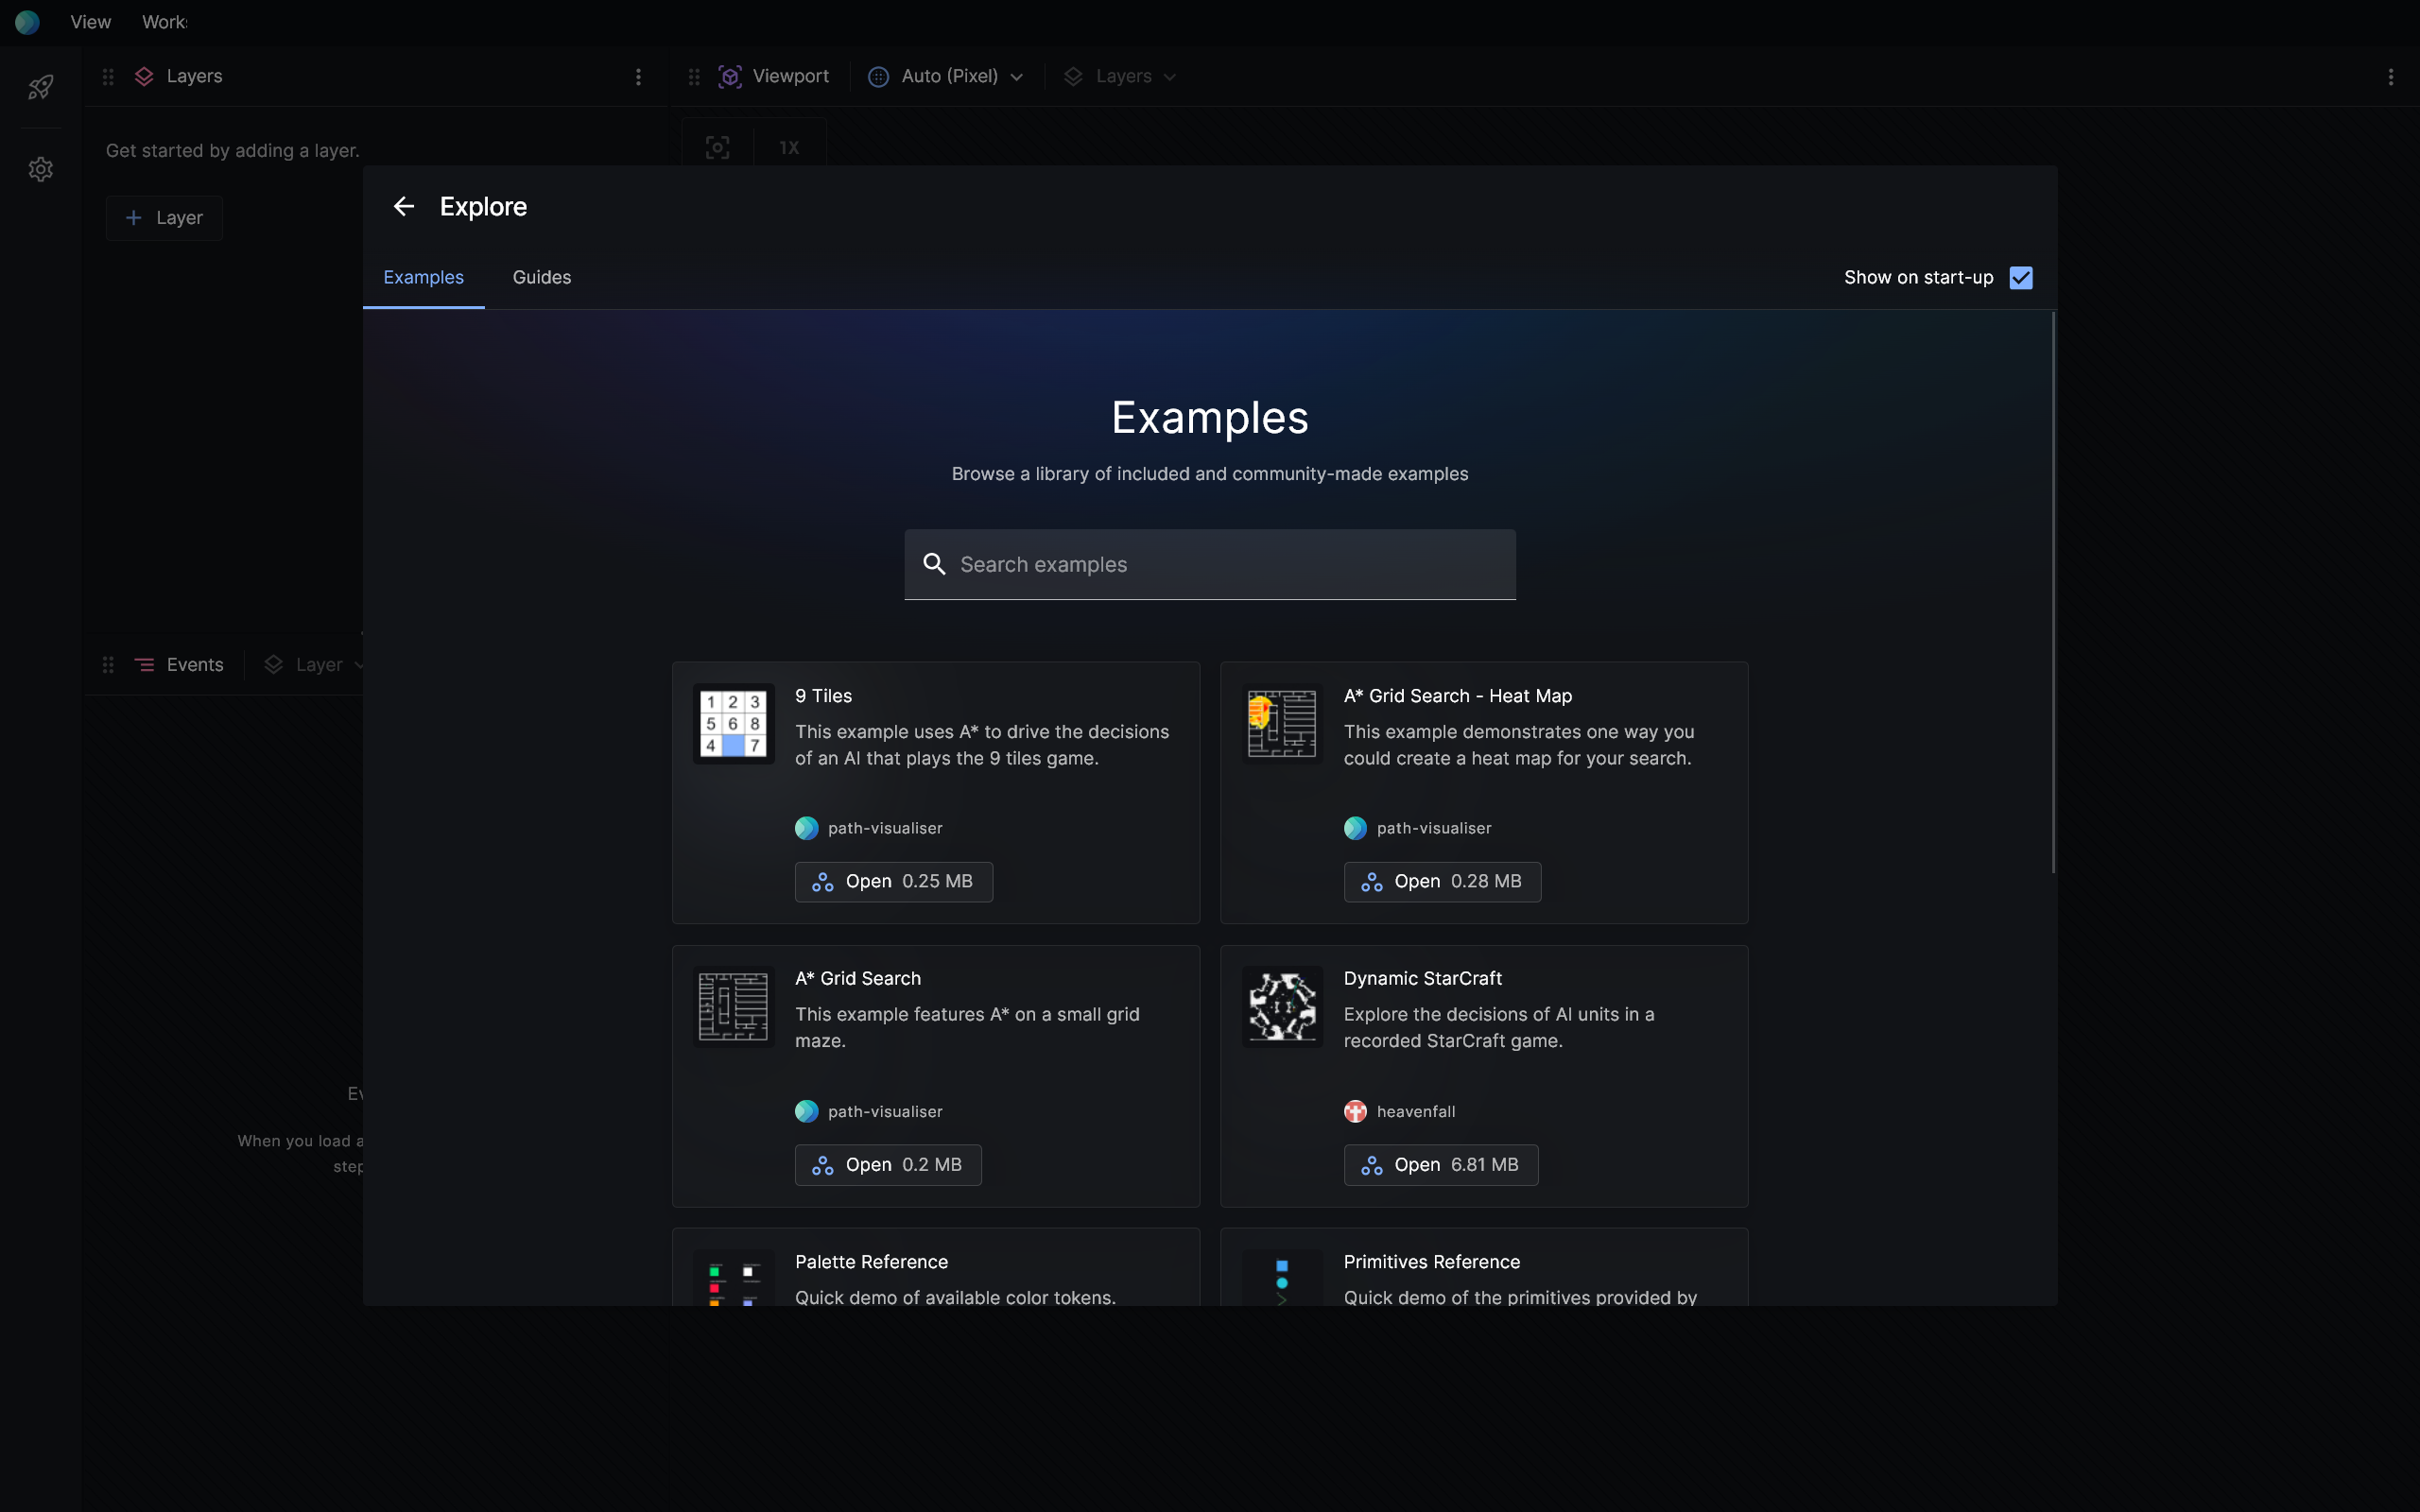 View Work
Layers
Viewport Auto (Pixel) Layers
Get started by adding a layer.
1X
Layer
Explore
Examples Guides
Show on start-up
Examples
Browse a library of included and community-made examples
Search examples
Events Layer
9 Tiles
This example uses A* to drive the decisions
of an AI that plays the 9 tiles game.
1 2 3
5 6 8
4 7
path-visualiser
Open 0.25 MB
A* Grid Search - Heat Map
This example demonstrates one way you
could create a heat map for your search.
path-visualiser
Open 0.28 MB
A* Grid Search
This example features A* on a small grid
maze.
path-visualiser
Open 0.2 MB
Dynamic StarCraft
Explore the decisions of AI units in a
recorded StarCraft game.
heavenfall
Open 6.81 MB
Ev
When you load a
step
Palette Reference
Quick demo of available color tokens.
Primitives Reference
Quick demo of the primitives provided by